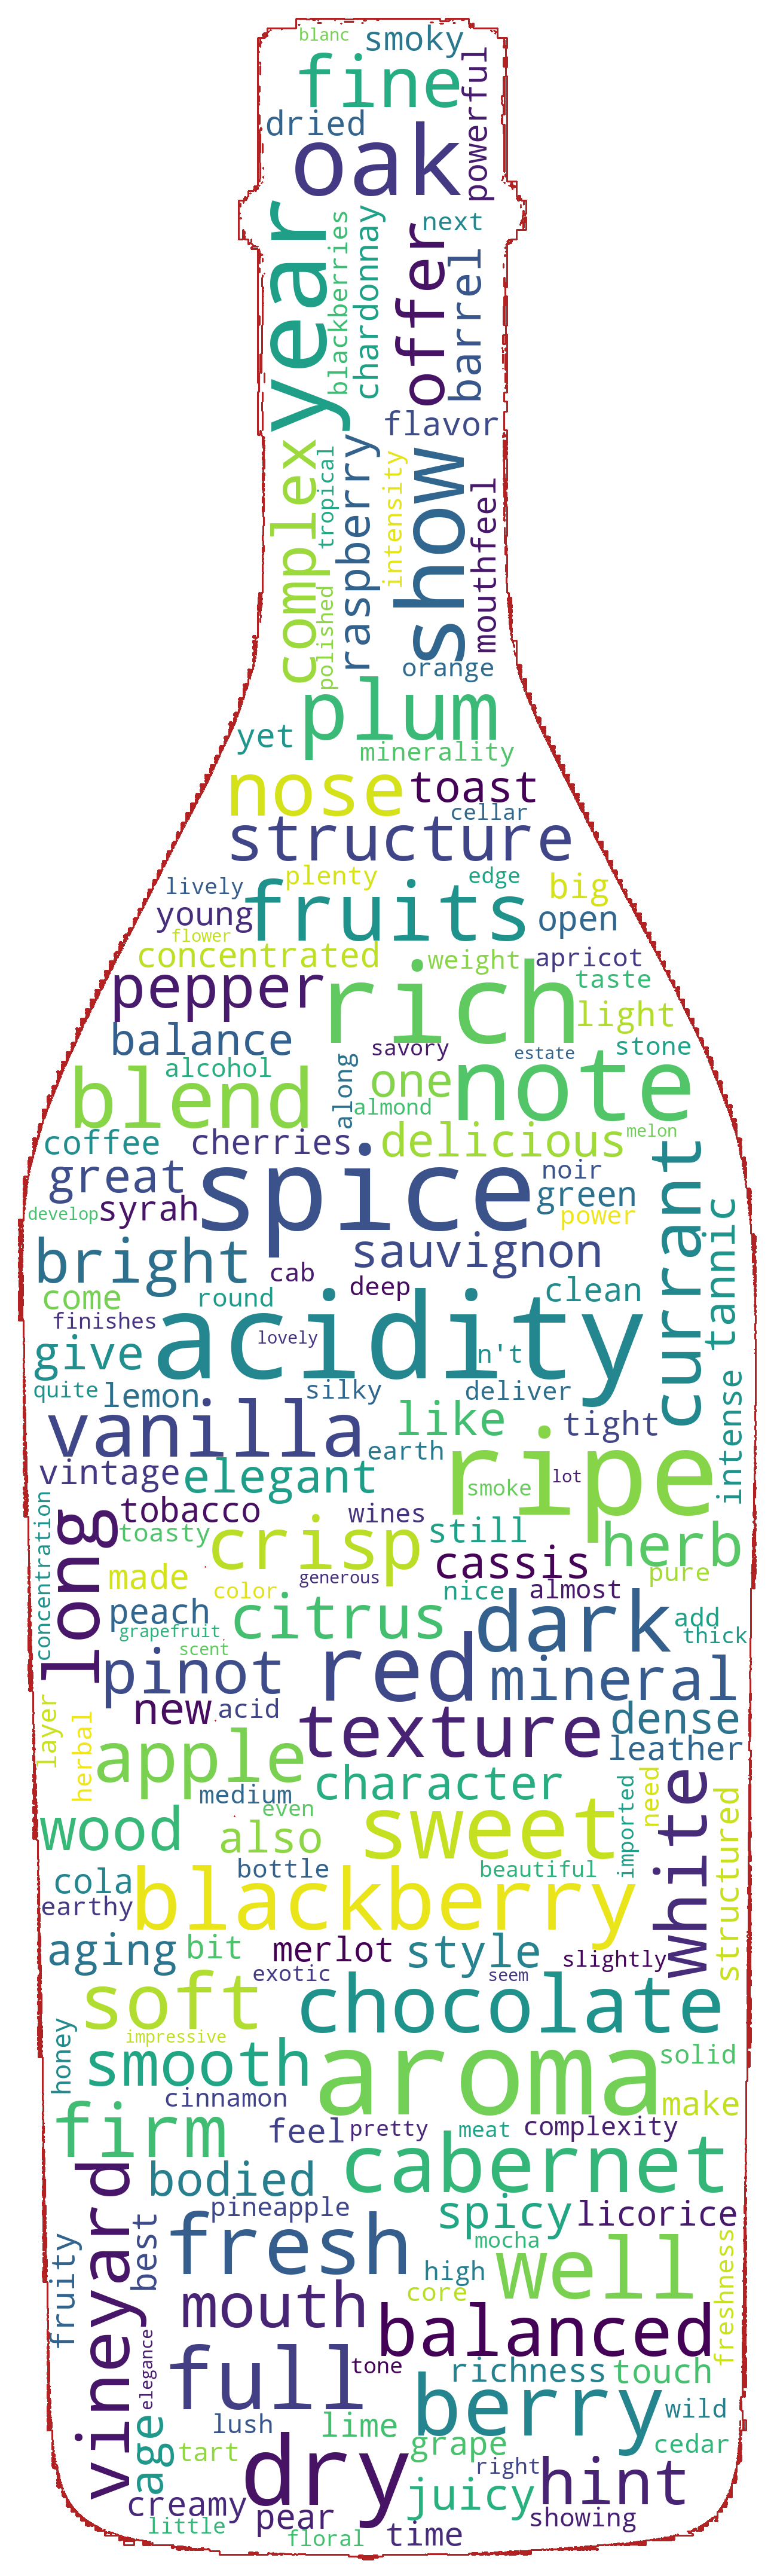 blanc
smoky
fine
powerful
dried
oak
year
blackberries
chardonnay
next
offer
barrel
flavor
complex
tropical
raspberry
intensity
show
mouthfeel
polished
orange
plum
yet
minerality
nose
toast
cellar
structure
plenty
edge
lively
big
young
fruits
open
flower
concentrated
weight
apricot
pepper
rich
taste
light
balance
savory
estate
stone
alcohol
along
one
note
blend
almond
delicious
melon
coffee
cherries
great
spice
noir
currant
green
develop
syrah
power
tannic
bright
sauvignon
cab
deep
clean
come
round
acidity
finishes
lovely
give
n't
quite
lemon
silky
deliver
intense
vanilla
like
tight
earth
ripe
vintage
elegant
smoke
lot
concentration
long
tobacco
wines
toasty
crisp
still
herb
cassis
made
color
generous
nice
almost
pure
peach
citrus
dark
add
grapefruit
thick
scent
pinot
red
mineral
new
acid
texture
dense
layer
herbal
apple
leather
character
medium
even
wood
also
sweet
imported
need
white
structured
cola
bottle
beautiful
earthy
blackberry
aging
bit
merlot
style
slightly
exotic
seem
soft
chocolate
honey
impressive
smooth
aroma
solid
cinnamon
make
firm
feel
pretty
meat
complexity
bodied
cabernet
vineyard
pineapple
spicy
licorice
fruity
best
fresh
mocha
well
high
freshness
core
mouth
balanced
elegance
full
tone
richness
touch
age
berry
wild
lush
lime
grape
cedar
tart
dry
right
juicy
hint
creamy
pear
showing
little
floral
time